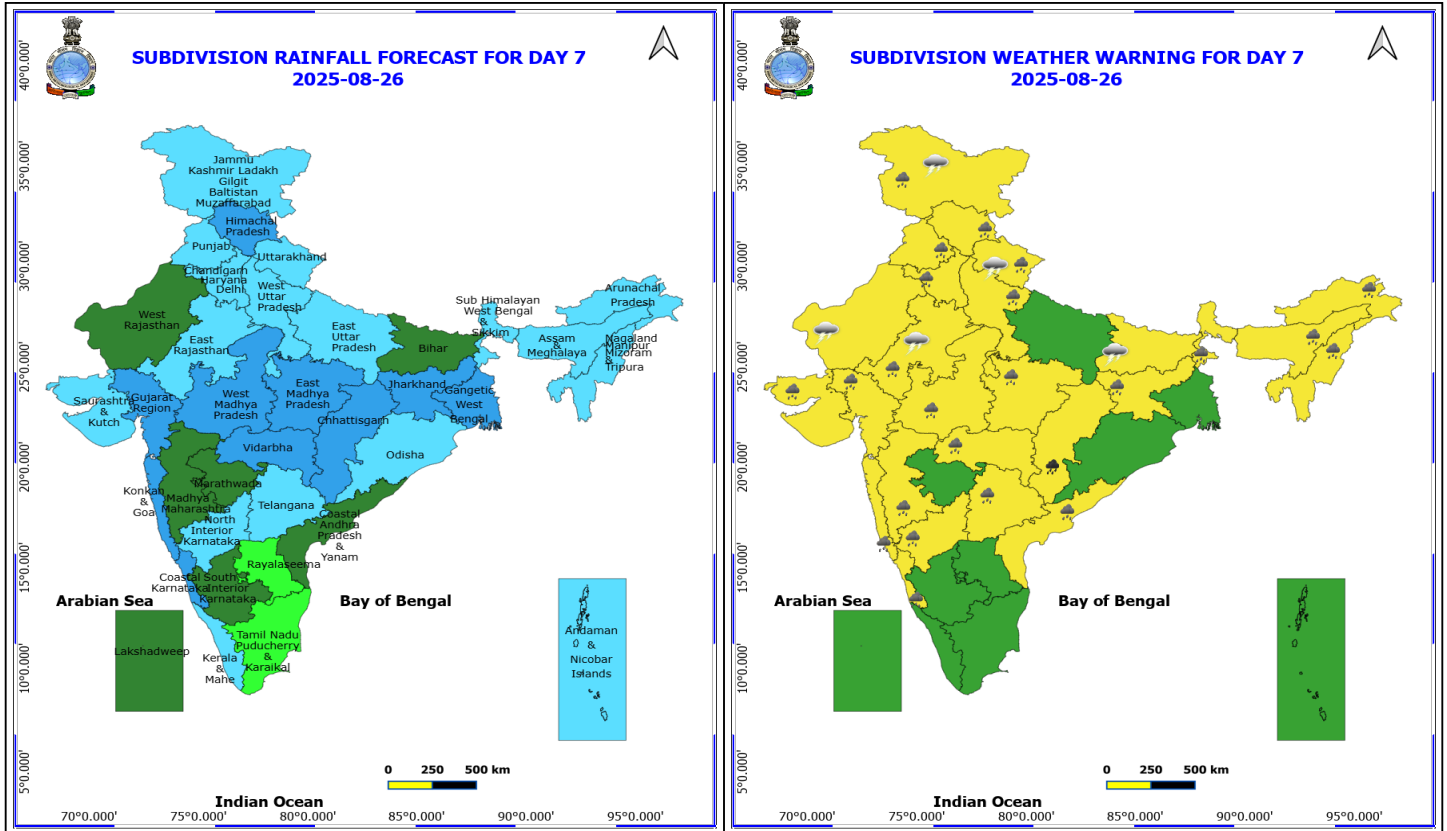 SUBDIVISION RAINFALL FORECAST FOR DAY 7
2025-08-26
40°0.000'
35°0.000'
30°0.000'
25°0.000'
20°0.000'
15°0.000'
10°0.000'
5°0.000'
Jammu
Kashmir Ladakh
Gilgit
Baltistan
Muzaffarabad
Himachal
Pradesh
Punjab
Uttarakhand
Chandigarh
Haryana
Delhi
West
Uttar
Pradesh
West
Rajasthan
East
Rajasthan
East
Uttar
Pradesh
Bihar
Sub Himalayan
West Bengal
&
Sikkim
Arunachal
Pradesh
Assam
&
Meghalaya
Nagaland
Manipur
Mizoram
&
Tripura
Saurashtra
&
Kutch
Gujarat
Region
West
Madhya
Pradesh
East
Madhya
Pradesh
Jharkhand
Gangetic
West
Bengal
Chhattisgarh
Vidarbha
Odisha
Konkan
&
Goa
Madhya
Maharashtra
Marathwada
Telangana
North
Interior
Karnataka
Coastal
Andhra
Pradesh
&
Yanam
Rayalaseema
Coastal
Karnataka
South
Interior
Karnataka
Arabian Sea
Bay of Bengal
Lakshadweep
Kerala
&
Mahe
Tamil Nadu
Puducherry
&
Karaikal
Andaman
&
Nicobar
Islands
0 250 500 km
Indian Ocean
70°0.000' 75°0.000' 80°0.000' 85°0.000' 90°0.000' 95°0.000'
SUBDIVISION WEATHER WARNING FOR DAY 7
2025-08-26
40°0.000'
35°0.000'
30°0.000'
25°0.000'
20°0.000'
15°0.000'
10°0.000'
5°0.000'
Arabian Sea
Bay of Bengal
0 250 500 km
Indian Ocean
70°0.000' 75°0.000' 80°0.000' 85°0.000' 90°0.000' 95°0.000'